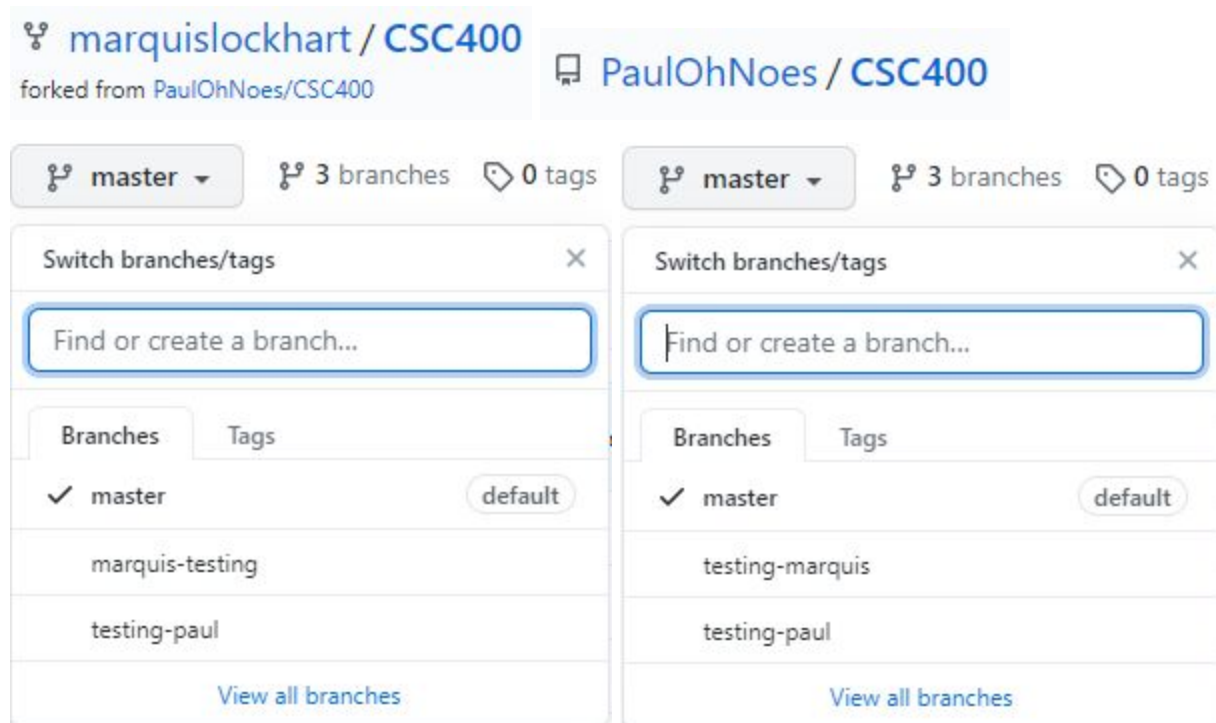 marquislockhart / CSC400
forked from PaulOhNoes/CSC400
master
3 branches
0 tags
Switch branches/tags
Find or create a branch...
Branches
Tags
master
default
marquis-testing
testing-paul
View all branches
PaulOhNoes / CSC400
master
3 branches
0 tags
Switch branches/tags
Find or create a branch...
Branches
Tags
master
default
testing-marquis
testing-paul
View all branches